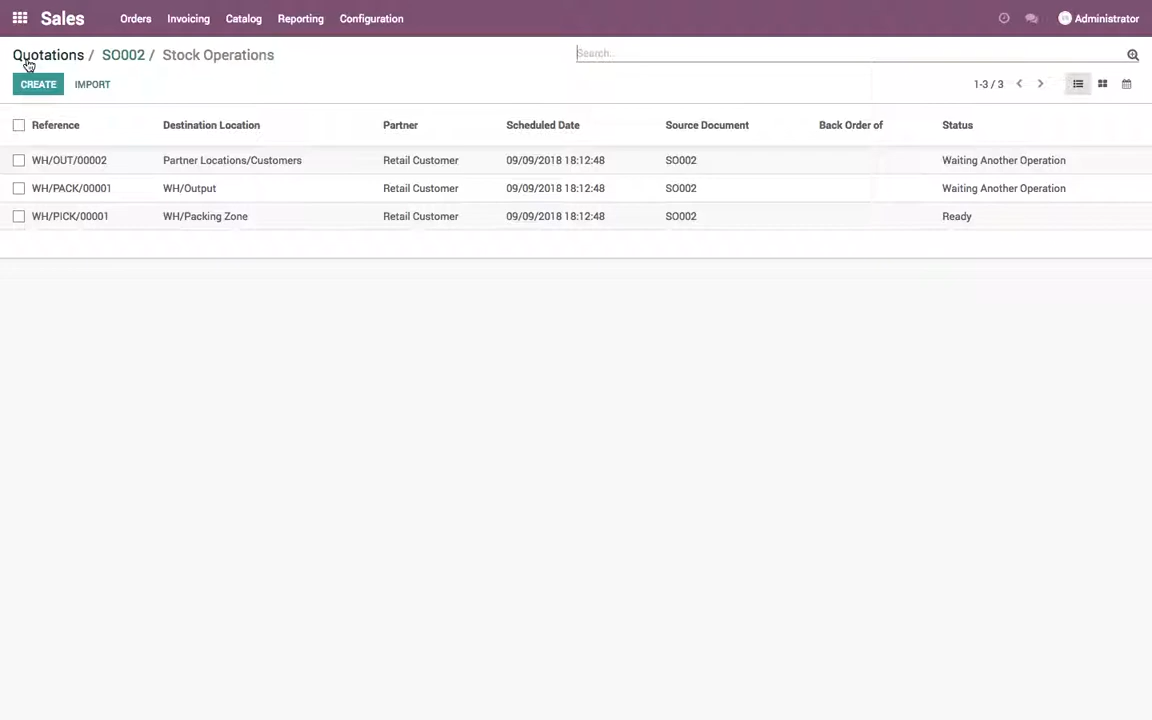 Sales Orders Invoicing Catalog Reporting Configuration Administrator
Quotations / SO002 / Stock Operations Search...
CREATE IMPORT 1-3 / 3
Reference Destination Location Partner Scheduled Date Source Document Back Order of Status
WH/OUT/00002 Partner Locations/Customers Retail Customer 09/09/2018 18:12:48 SO002 Waiting Another Operation
WH/PACK/00001 WH/Output Retail Customer 09/09/2018 18:12:48 SO002 Waiting Another Operation
WH/PICK/00001 WH/Packing Zone Retail Customer 09/09/2018 18:12:48 SO002 Ready